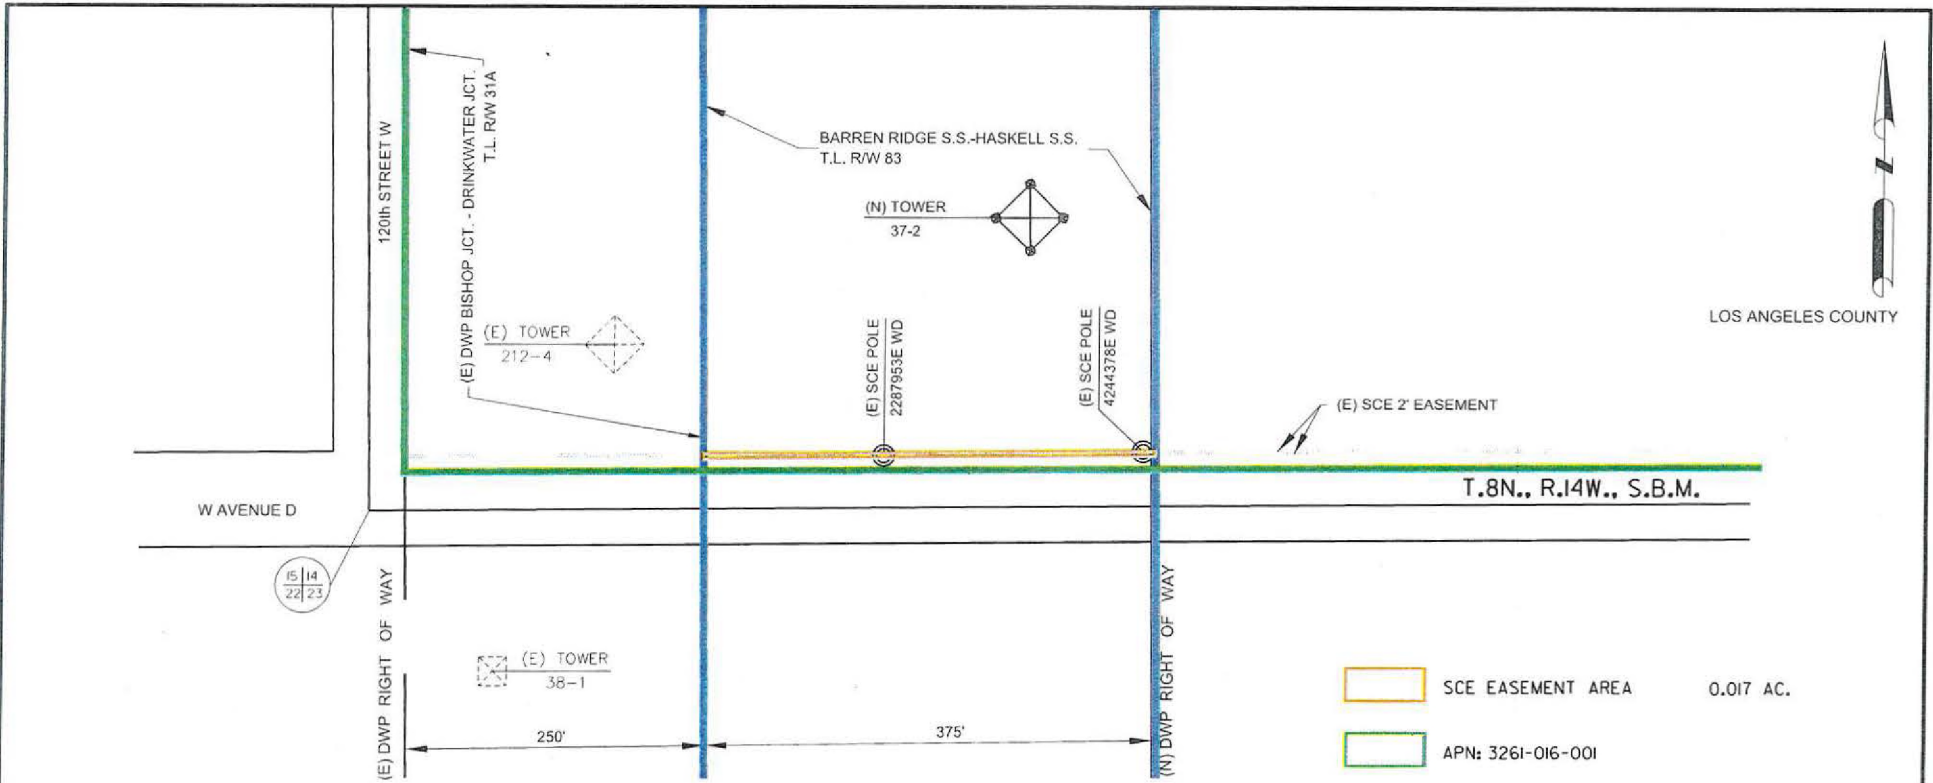 (E) DWP BISHOP JCT. - DRINKWATER JCT.
T.L. R/W 31A
120th STREET W
BARREN RIDGE S.S.-HASKELL S.S.
T.L. R/W 83
(N) TOWER
37-2
N
LOS ANGELES COUNTY
(E) TOWER
212-4
(E) SCE POLE
2287953E WD
(E) SCE POLE
4244378E WD
(E) SCE 2' EASEMENT
T.8N., R.14W., S.B.M.
W AVENUE D
15 14
22 23
(E) DWP RIGHT OF WAY
(E) TOWER
38-1
(N) DWP RIGHT OF WAY
250'
375'
SCE EASEMENT AREA 0.017 AC.
APN: 3261-016-001